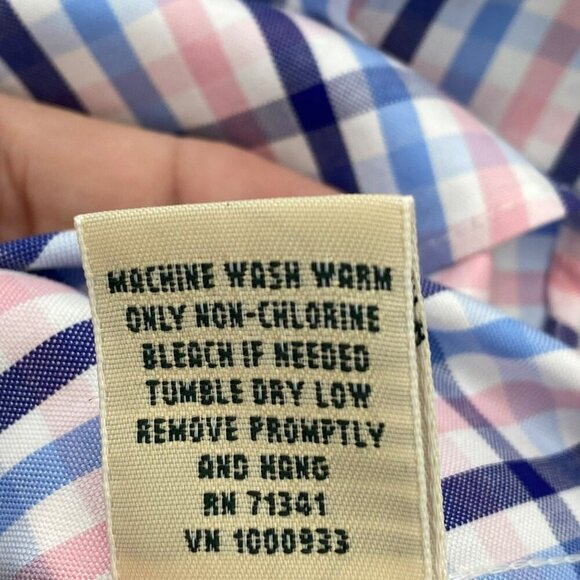 MACHINE WASH WARM
ONLY NON-CHLORINE
BLEACH IF NEEDED
TUMBLE DRY LOW
REMOVE PROMPTLY
AND HANG
RN 71341
VN 1000933